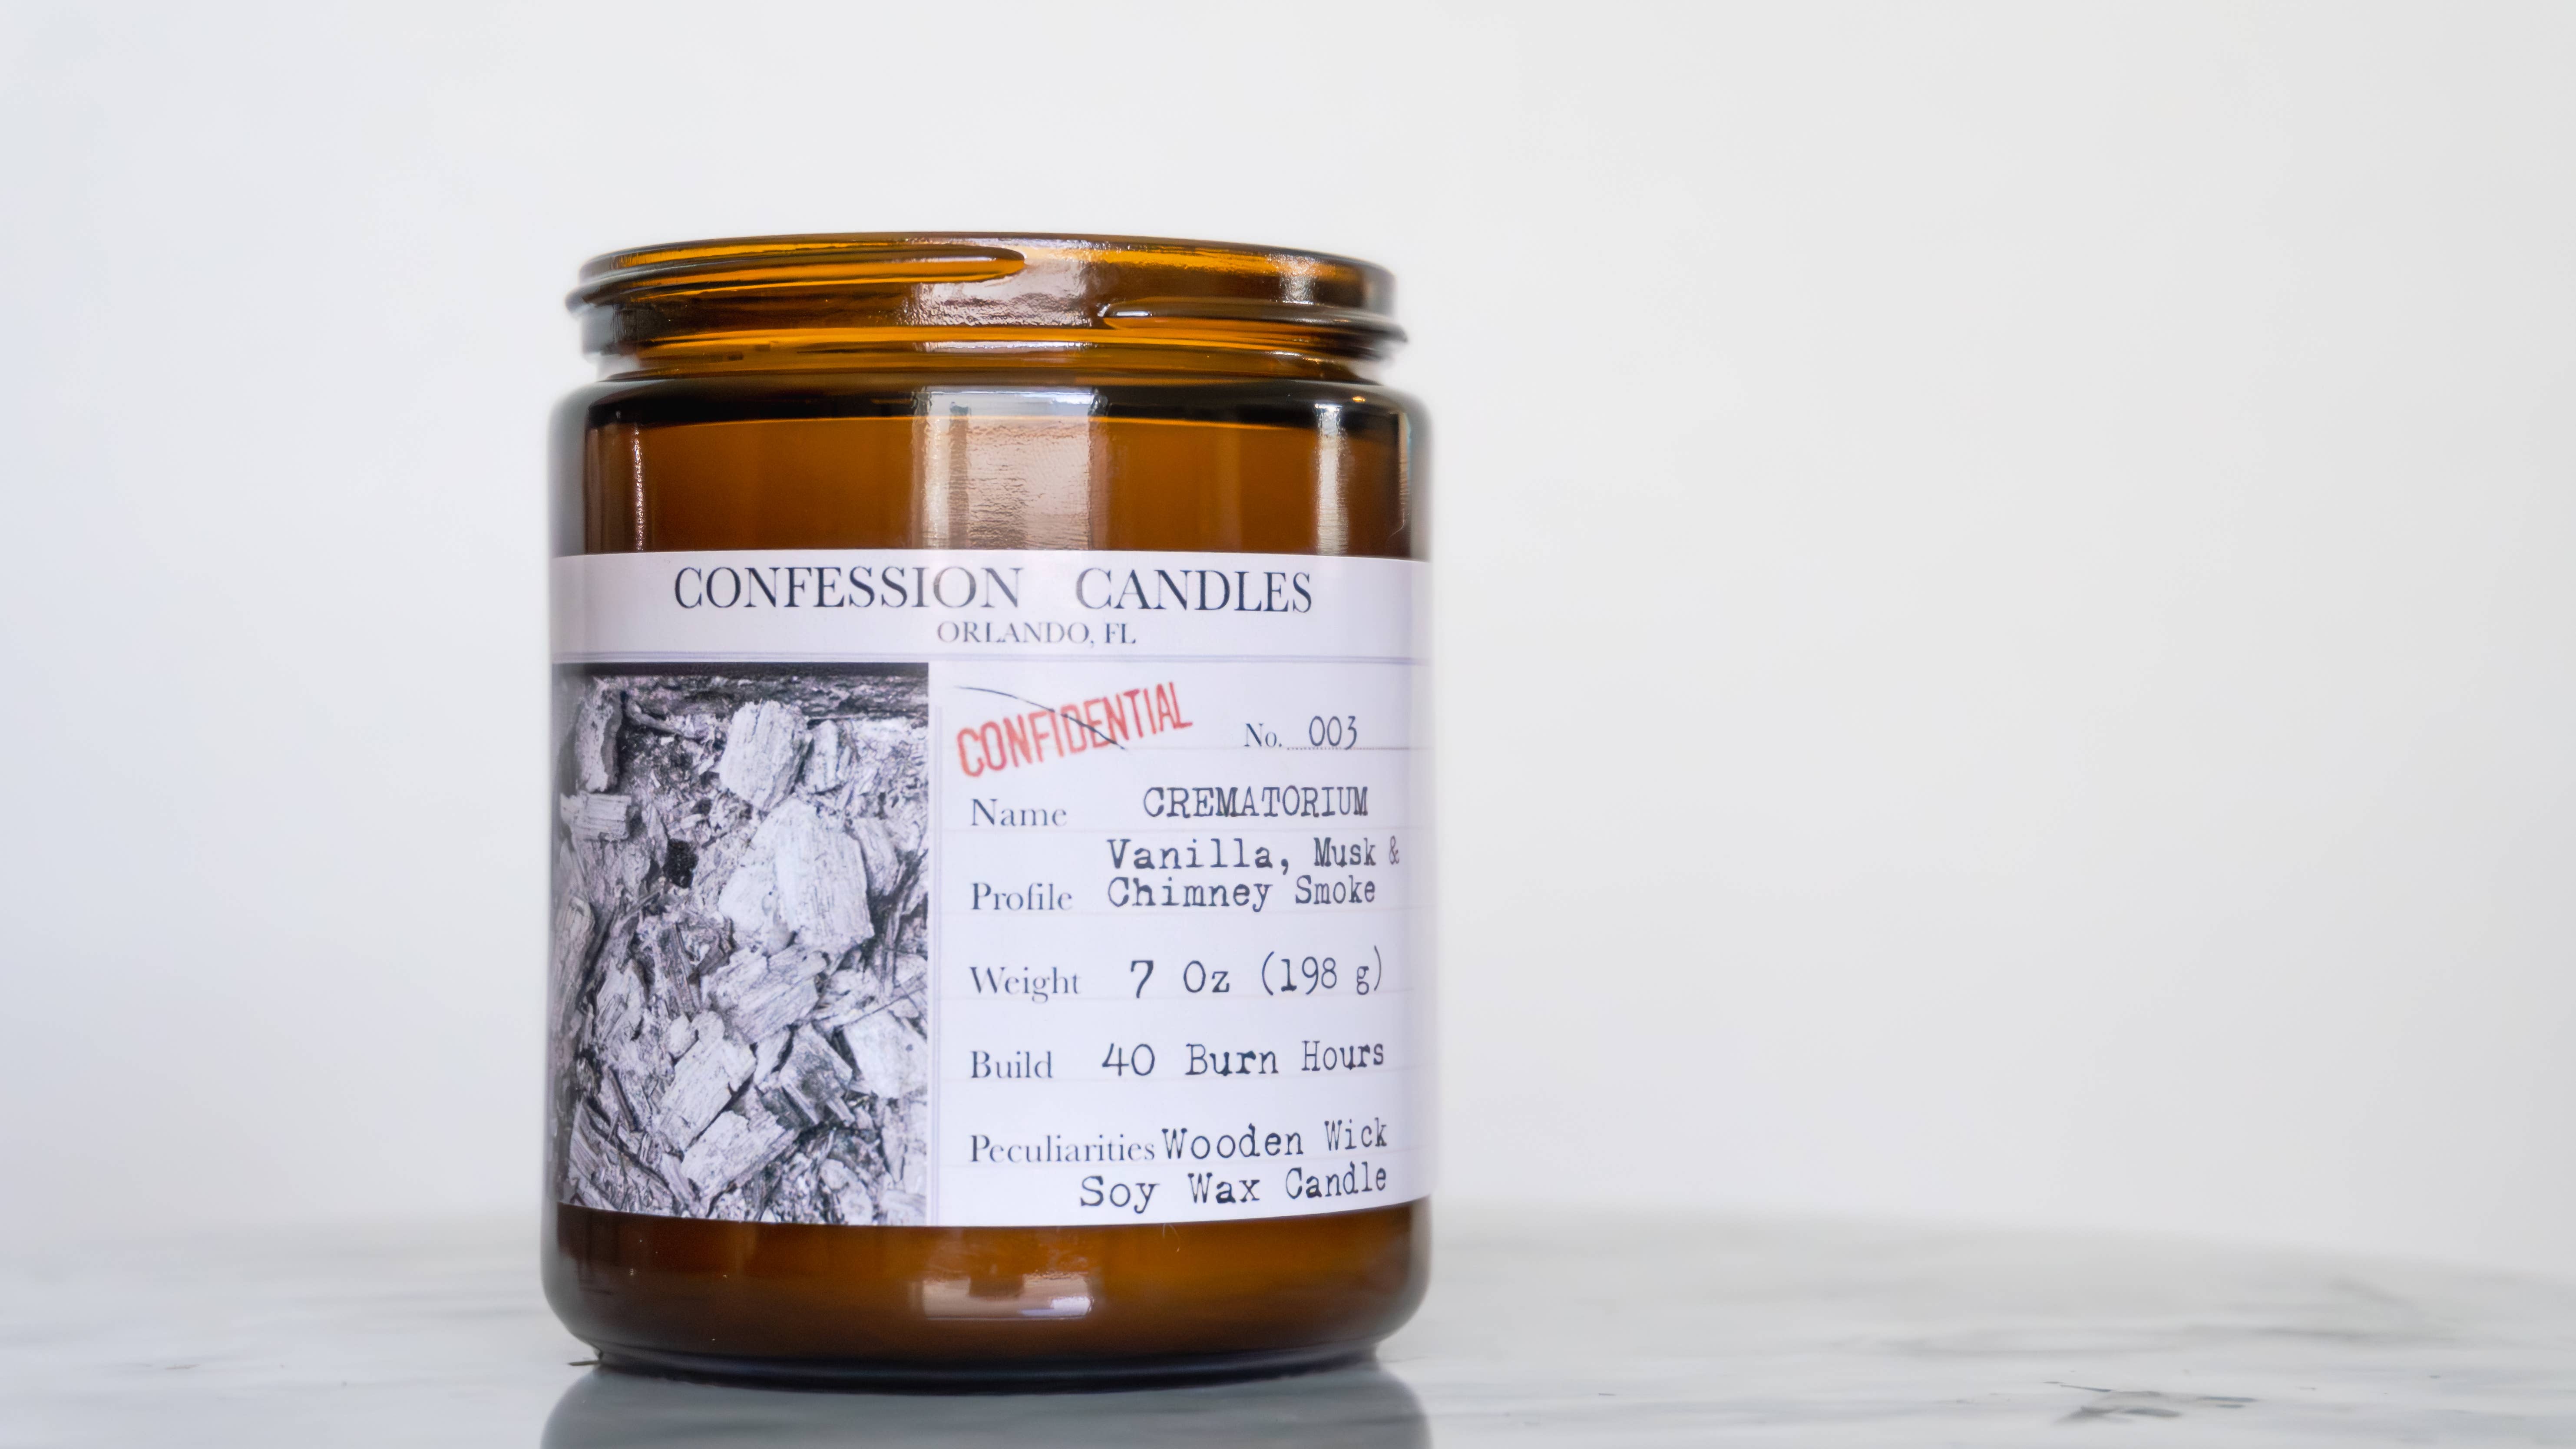 CONFESSION CANDLES
ORLANDO, FL
CONFIDENTIAL
No. 003
Name CREMATORIUM
Vanilla, Musk &
Profile Chimney Smoke
Weight 7 Oz (198 g)
Build 40 Burn Hours
Peculiarities Wooden Wick
Soy Wax Candle